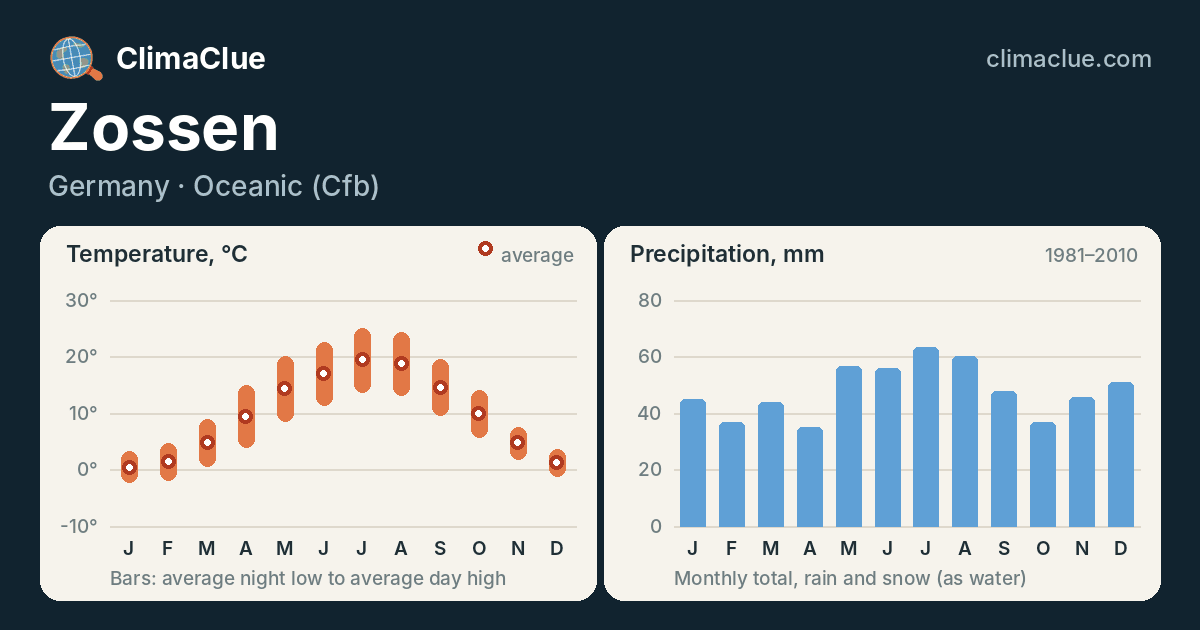 ClimaClue
climaclue.com
Zossen
Germany · Oceanic (Cfb)
Temperature, °C
average
30°
20°
10°
0°
-10°
J F M A M J J A S O N D
Bars: average night low to average day high
Precipitation, mm
1981–2010
80
60
40
20
0
J F M A M J J A S O N D
Monthly total, rain and snow (as water)